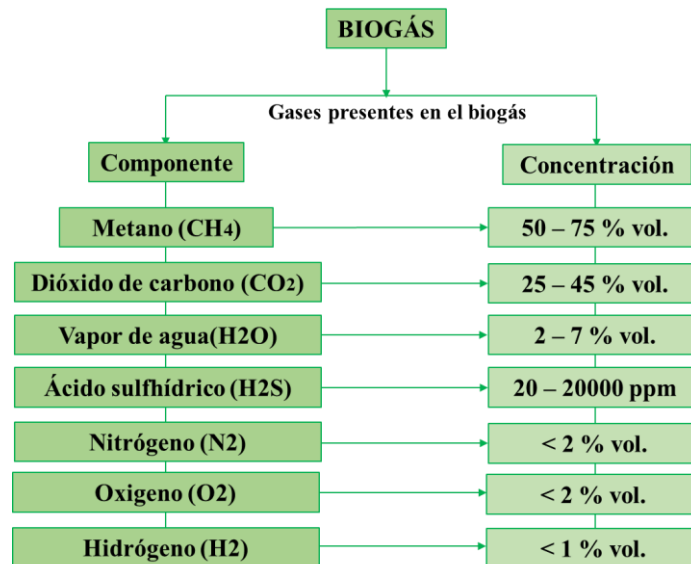 BIOGÁS
Gases presentes en el biogás
Componente
Concentración
Metano (CH4)
50 – 75 % vol.
Dióxido de carbono (CO2)
25 – 45 % vol.
Vapor de agua(H2O)
2 – 7 % vol.
Ácido sulfhídrico (H2S)
20 – 20000 ppm
Nitrógeno (N2)
< 2 % vol.
Oxigeno (O2)
< 2 % vol.
Hidrógeno (H2)
< 1 % vol.